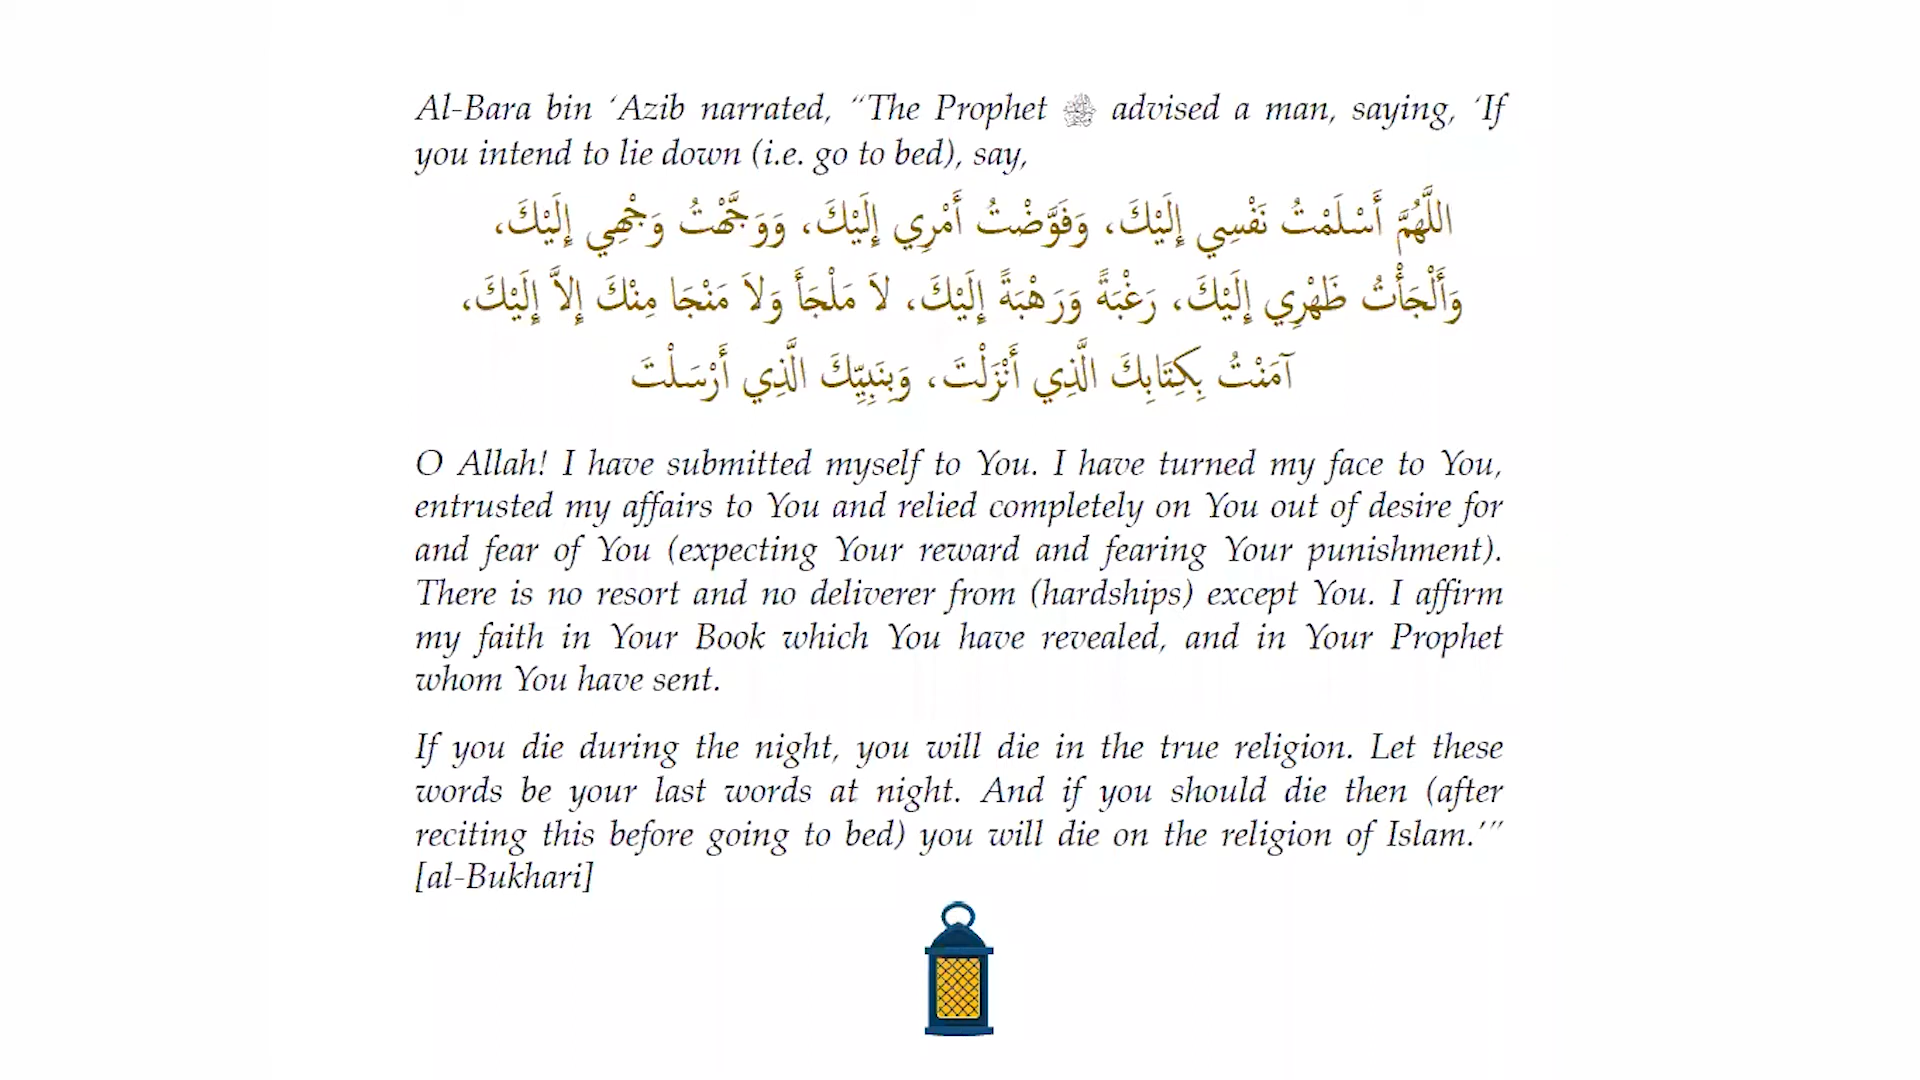 Al-Bara bin ‘Azib narrated, “The Prophet ﷺ advised a man, saying, ‘If
you intend to lie down (i.e. go to bed), say,
اللَّهُمَّ أَسْلَمْتُ نَفْسِي إِلَيْكَ، وَفَوَّضْتُ أَمْرِي إِلَيْكَ، وَوَجَّهْتُ وَجْهِي إِلَيْكَ،
وَأَلْجَأْتُ ظَهْرِي إِلَيْكَ، رَغْبَةً وَرَهْبَةً إِلَيْكَ، لاَ مَلْجَأَ وَلاَ مَنْجَا مِنْكَ إِلاَّ إِلَيْكَ،
آمَنْتُ بِكِتَابِكَ الَّذِي أَنْزَلْتَ، وَبِنَبِيِّكَ الَّذِي أَرْسَلْتَ
O Allah! I have submitted myself to You. I have turned my face to You,
entrusted my affairs to You and relied completely on You out of desire for
and fear of You (expecting Your reward and fearing Your punishment).
There is no resort and no deliverer from (hardships) except You. I affirm
my faith in Your Book which You have revealed, and in Your Prophet
whom You have sent.
If you die during the night, you will die in the true religion. Let these
words be your last words at night. And if you should die then (after
reciting this before going to bed) you will die on the religion of Islam.’”
[al-Bukhari]